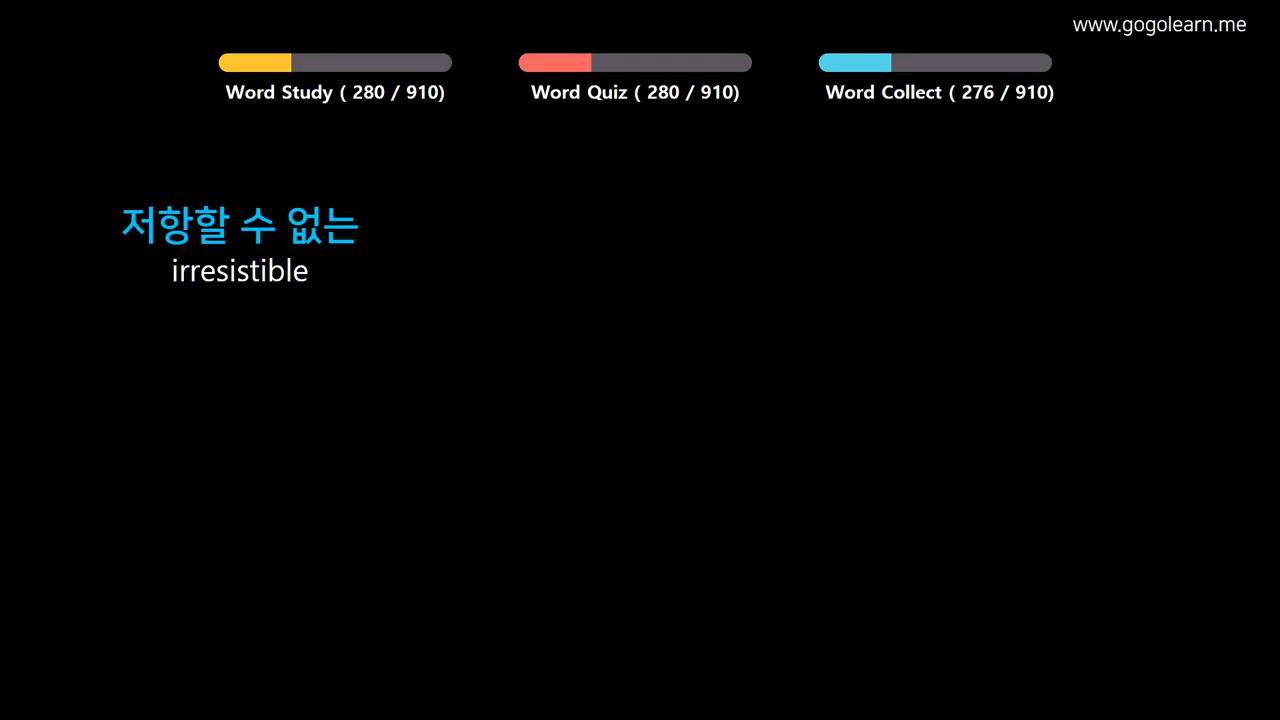 www.gogolearn.me
Word Study ( 280 / 910)
Word Quiz ( 280 / 910)
Word Collect ( 276 / 910)
저항할 수 없는
irresistible